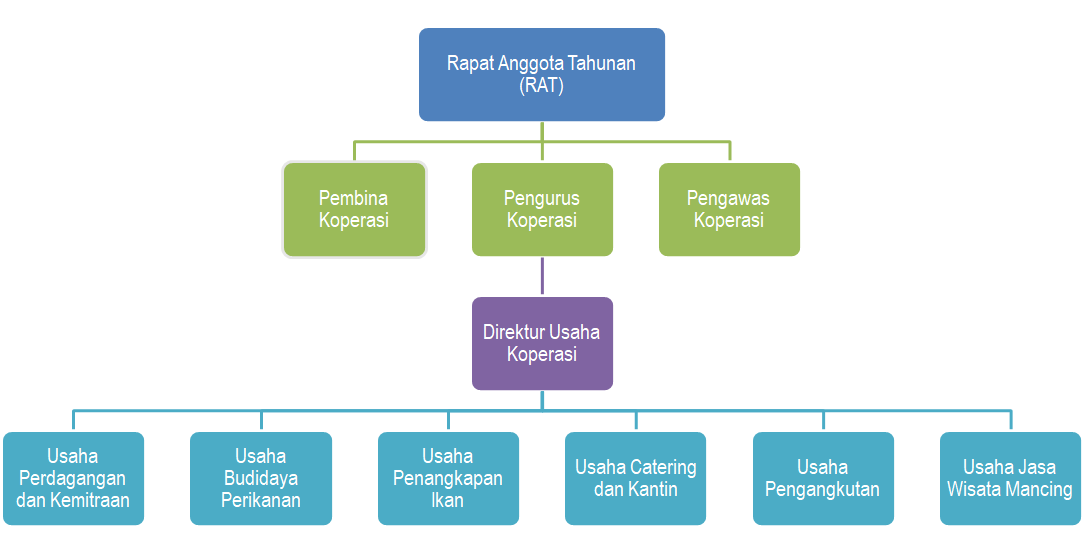 Rapat Anggota Tahunan
(RAT)
Pembina
Koperasi
Pengurus
Koperasi
Pengawas
Koperasi
Direktur Usaha
Koperasi
Usaha
Perdagangan
dan Kemitraan
Usaha
Budidaya
Perikanan
Usaha
Penangkapan
Ikan
Usaha Catering
dan Kantin
Usaha
Pengangkutan
Usaha Jasa
Wisata Mancing